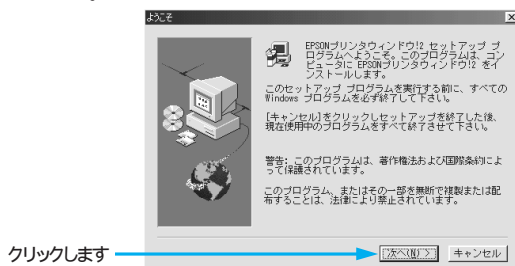 ようこそ
EPSONプリンタウィンドウ!2 セットアップ プ
ログラムへようこそ。このプログラムは、コン
ピュータに EPSONプリンタウィンドウ!2 をイ
ンストールします。
このセットアップ プログラムを実行する前に、すべての
Windows プログラムを必ず終了して下さい。
[キャンセル]をクリックしセットアップを終了した後、
現在使用中のプログラムをすべて終了させて下さい。
警告: このプログラムは、著作権法および国際条約によ
って保護されています。
このプログラム、またはその一部を無断で複製または配
布することは、法律により禁止されています。
クリックします
次へ(N) >
キャンセル